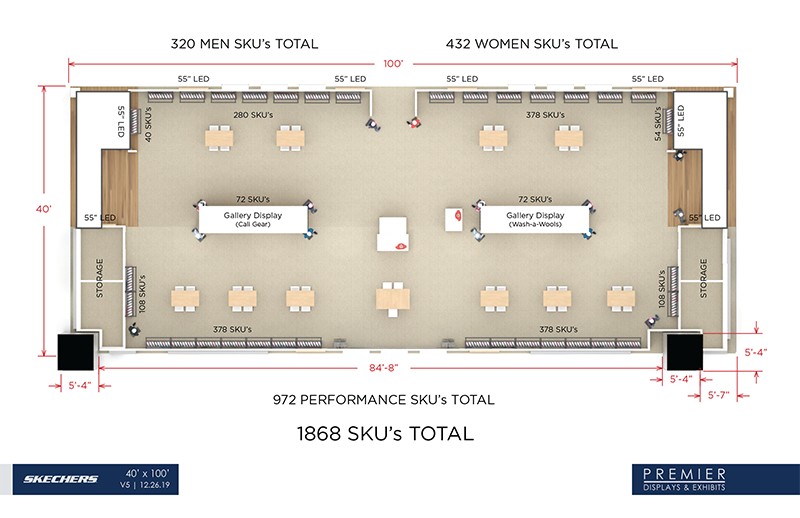 320 MEN SKU's TOTAL
432 WOMEN SKU's TOTAL
100'
55" LED
55" LED
55" LED
55" LED
55" LED
40 SKU's
280 SKU's
378 SKU's
54 SKU's
55" LED
40'
72 SKU's
Gallery Display
(Call Gear)
72 SKU's
Gallery Display
(Wash-a-Wools)
55" LED
55" LED
STORAGE
108 SKU's
108 SKU's
STORAGE
378 SKU's
378 SKU's
84'-8"
5'-4"
5'-4"
5'-4"
5'-7"
972 PERFORMANCE SKU's TOTAL
1868 SKU's TOTAL
SKECHERS
40' x 100'
V5 | 12.26.19
PREMIER
DISPLAYS & EXHIBITS